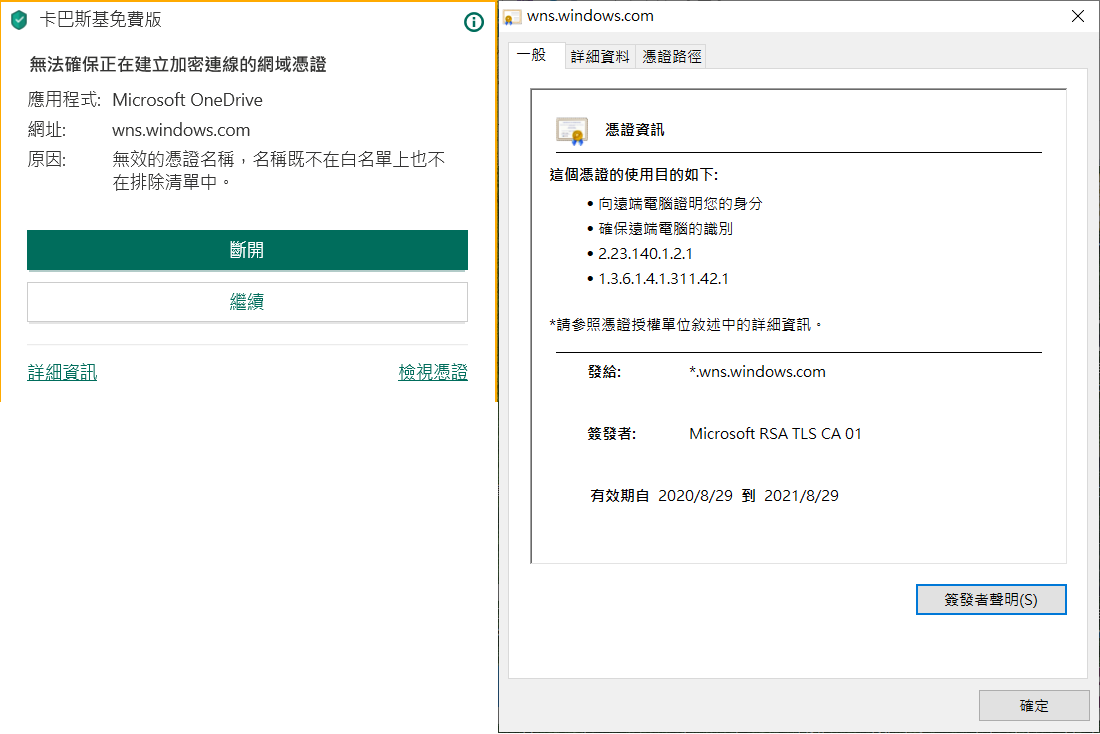 卡巴斯基免費版
無法確保正在建立加密連線的網域憑證
應用程式: Microsoft OneDrive
網址: wns.windows.com
原因: 無效的憑證名稱，名稱既不在白名單上也不
在排除清單中。
斷開
繼續
詳細資訊 檢視憑證
wns.windows.com
一般 詳細資料 憑證路徑
憑證資訊
這個憑證的使用目的如下:
• 向遠端電腦證明您的身分
• 確保遠端電腦的識別
• 2.23.140.1.2.1
• 1.3.6.1.4.1.311.42.1
*請參照憑證授權單位敘述中的詳細資訊。
發給: *.wns.windows.com
簽發者: Microsoft RSA TLS CA 01
有效期自 2020/8/29 到 2021/8/29
簽發者聲明(S)
確定